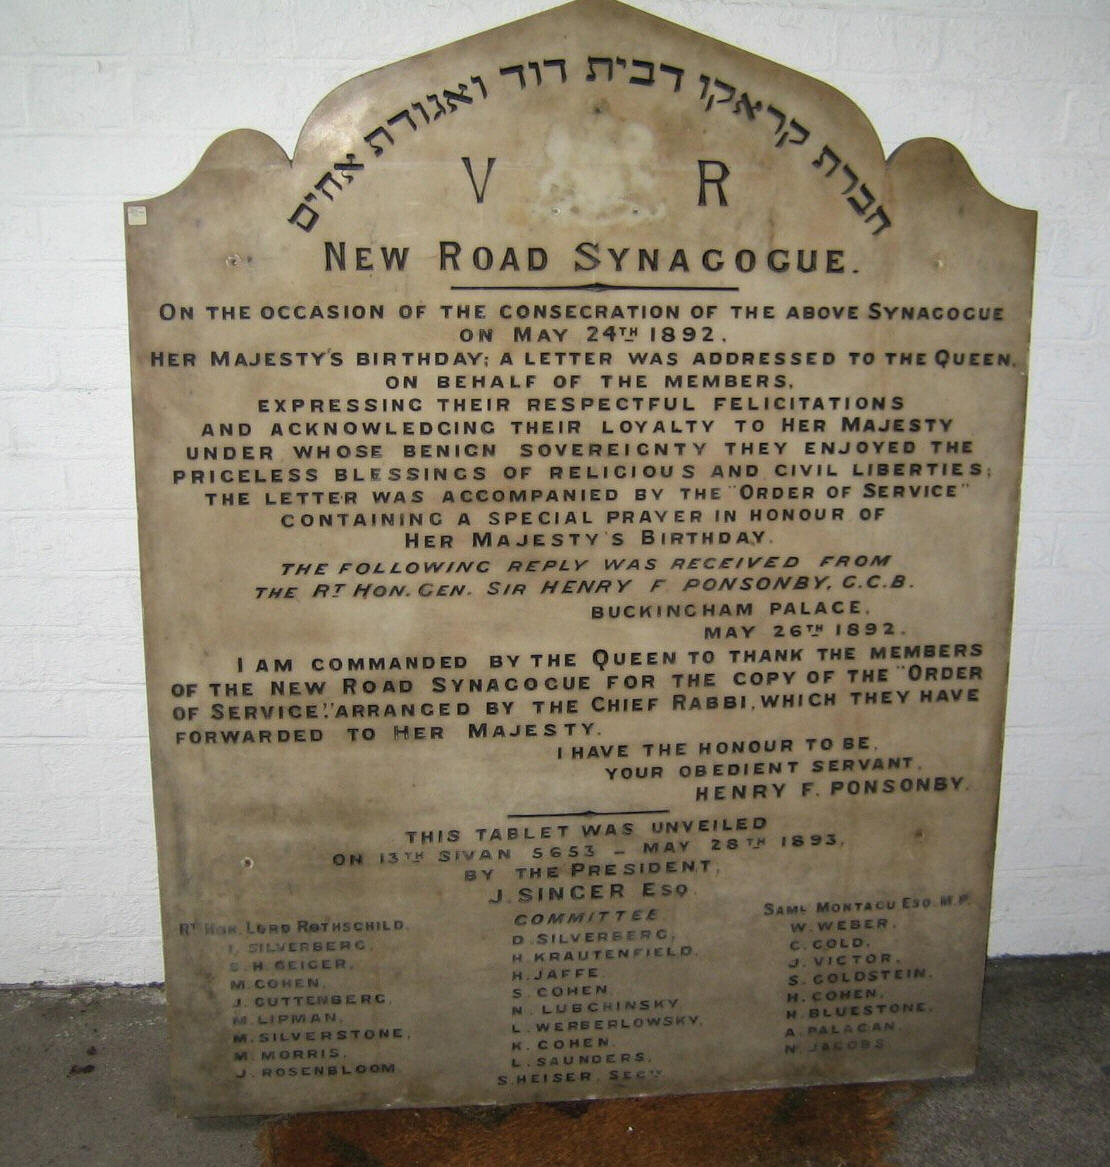 חברת קראקו דבית דוד ואגודת אחים
V R
NEW ROAD SYNAGOGUE.
ON THE OCCASION OF THE CONSECRATION OF THE ABOVE SYNAGOGUE
ON MAY 24TH 1892.
HER MAJESTY'S BIRTHDAY; A LETTER WAS ADDRESSED TO THE QUEEN,
ON BEHALF OF THE MEMBERS,
EXPRESSING THEIR RESPECTFUL FELICITATIONS
AND ACKNOWLEDGING THEIR LOYALTY TO HER MAJESTY
UNDER WHOSE BENIGN SOVEREIGNTY THEY ENJOYED THE
PRICELESS BLESSINGS OF RELIGIOUS AND CIVIL LIBERTIES;
THE LETTER WAS ACCOMPANIED BY THE "ORDER OF SERVICE"
CONTAINING A SPECIAL PRAYER IN HONOUR OF
HER MAJESTY'S BIRTHDAY.
THE FOLLOWING REPLY WAS RECEIVED FROM
THE RT HON. GEN. SIR HENRY F PONSONBY, G.C.B.
BUCKINGHAM PALACE,
MAY 26TH 1892.
I AM COMMANDED BY THE QUEEN TO THANK THE MEMBERS
OF THE NEW ROAD SYNAGOGUE FOR THE COPY OF THE "ORDER
OF SERVICE," ARRANGED BY THE CHIEF RABBI, WHICH THEY HAVE
FORWARDED TO HER MAJESTY.
I HAVE THE HONOUR TO BE,
YOUR OBEDIENT SERVANT,
HENRY F. PONSONBY.
THIS TABLET WAS UNVEILED
ON 13TH SIVAN 5653 – MAY 28TH 1893,
BY THE PRESIDENT,
J. SINGER ESQ.
COMMITTEE
RT HON. LORD ROTHSCHILD.
I. SILVERBERG,
S. H. GEIGER,
M. COHEN,
J. GUTTENBERG,
M. LIPMAN,
M. SILVERSTONE,
M. MORRIS,
J. ROSENBLOOM
D. SILVERBERG,
H. KRAUTENFIELD,
H. JAFFE
S. COHEN
N. LUBCHINSKY
L. WERBERLOWSKY,
K. COHEN
L. SAUNDERS,
S. HEISER. SECY.
SAML MONTAGU ESQ. M.P.
W. WEBER,
C. GOLD,
J. VICTOR,
S. GOLDSTEIN,
H. COHEN,
H. BLUESTONE,
A. PALAGAN
N. JACOBS